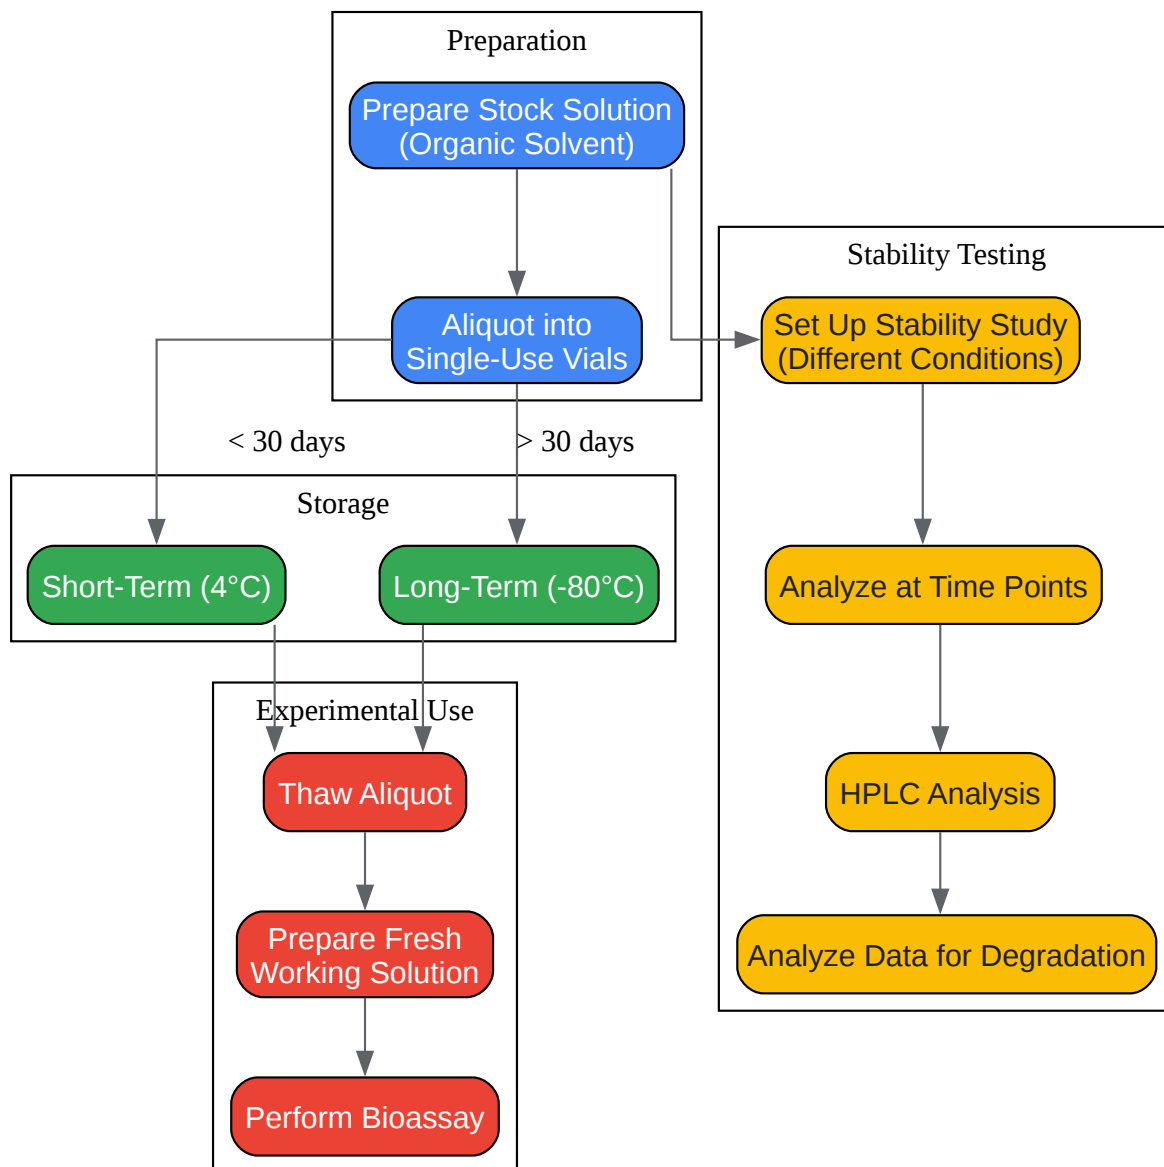 Preparation
Prepare Stock Solution
(Organic Solvent)
Aliquot into
Single-Use Vials
< 30 days
> 30 days
Storage
Short-Term (4°C)
Long-Term (-80°C)
Experimental Use
Thaw Aliquot
Prepare Fresh
Working Solution
Perform Bioassay
Stability Testing
Set Up Stability Study
(Different Conditions)
Analyze at Time Points
HPLC Analysis
Analyze Data for Degradation